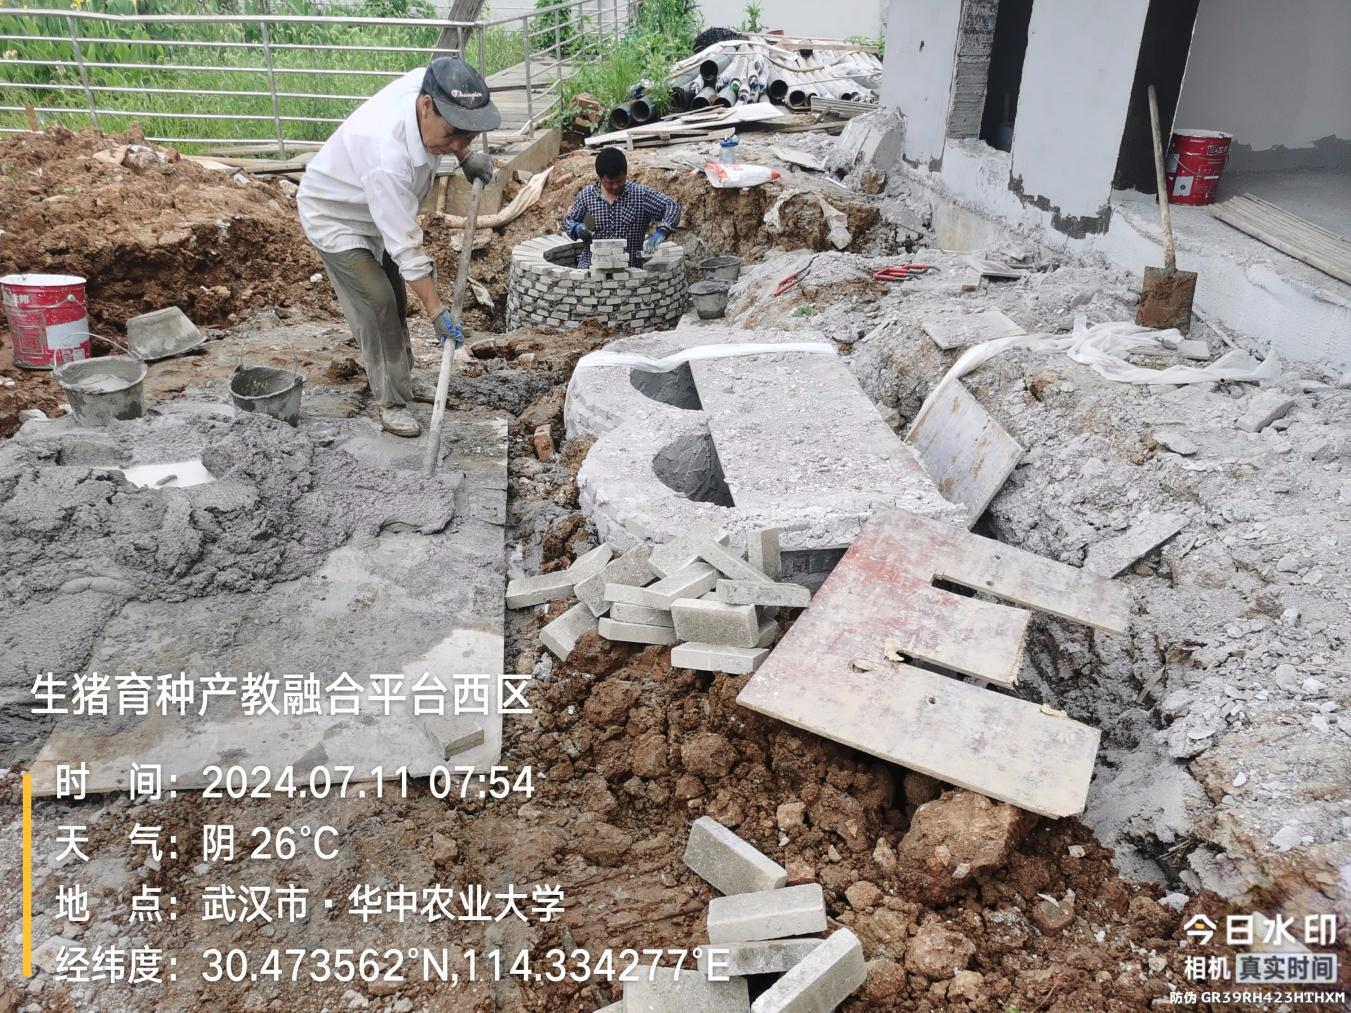 Champion
生猪育种产教融合平台西区
时 间：2024.07.11 07:54
天 气：阴 26°C
地 点：武汉市·华中农业大学
经纬度：30.473562°N,114.334277°E
今日水印
相机 真实时间
防伪 GR39RH423HTHXM